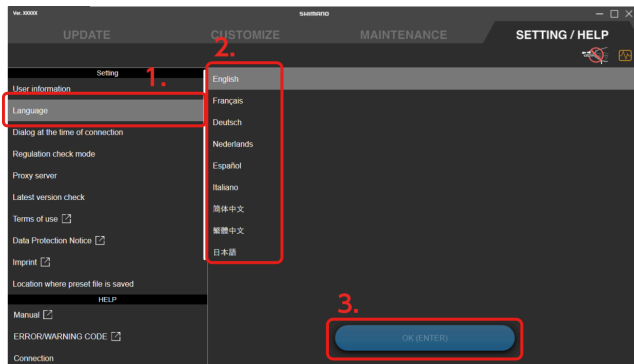 Ver. XXXXX
SHIMANO
UPDATE
CUSTOMIZE
MAINTENANCE
SETTING / HELP
Setting
1.
2.
User information
Language
Dialog at the time of connection
Regulation check mode
Proxy server
Latest version check
Terms of use
Data Protection Notice
Imprint
Location where preset file is saved
HELP
Manual
ERROR/WARNING CODE
Connection
English
Français
Deutsch
Nederlands
Español
Italiano
简体中文
繁體中文
日本語
3.
OK (ENTER)